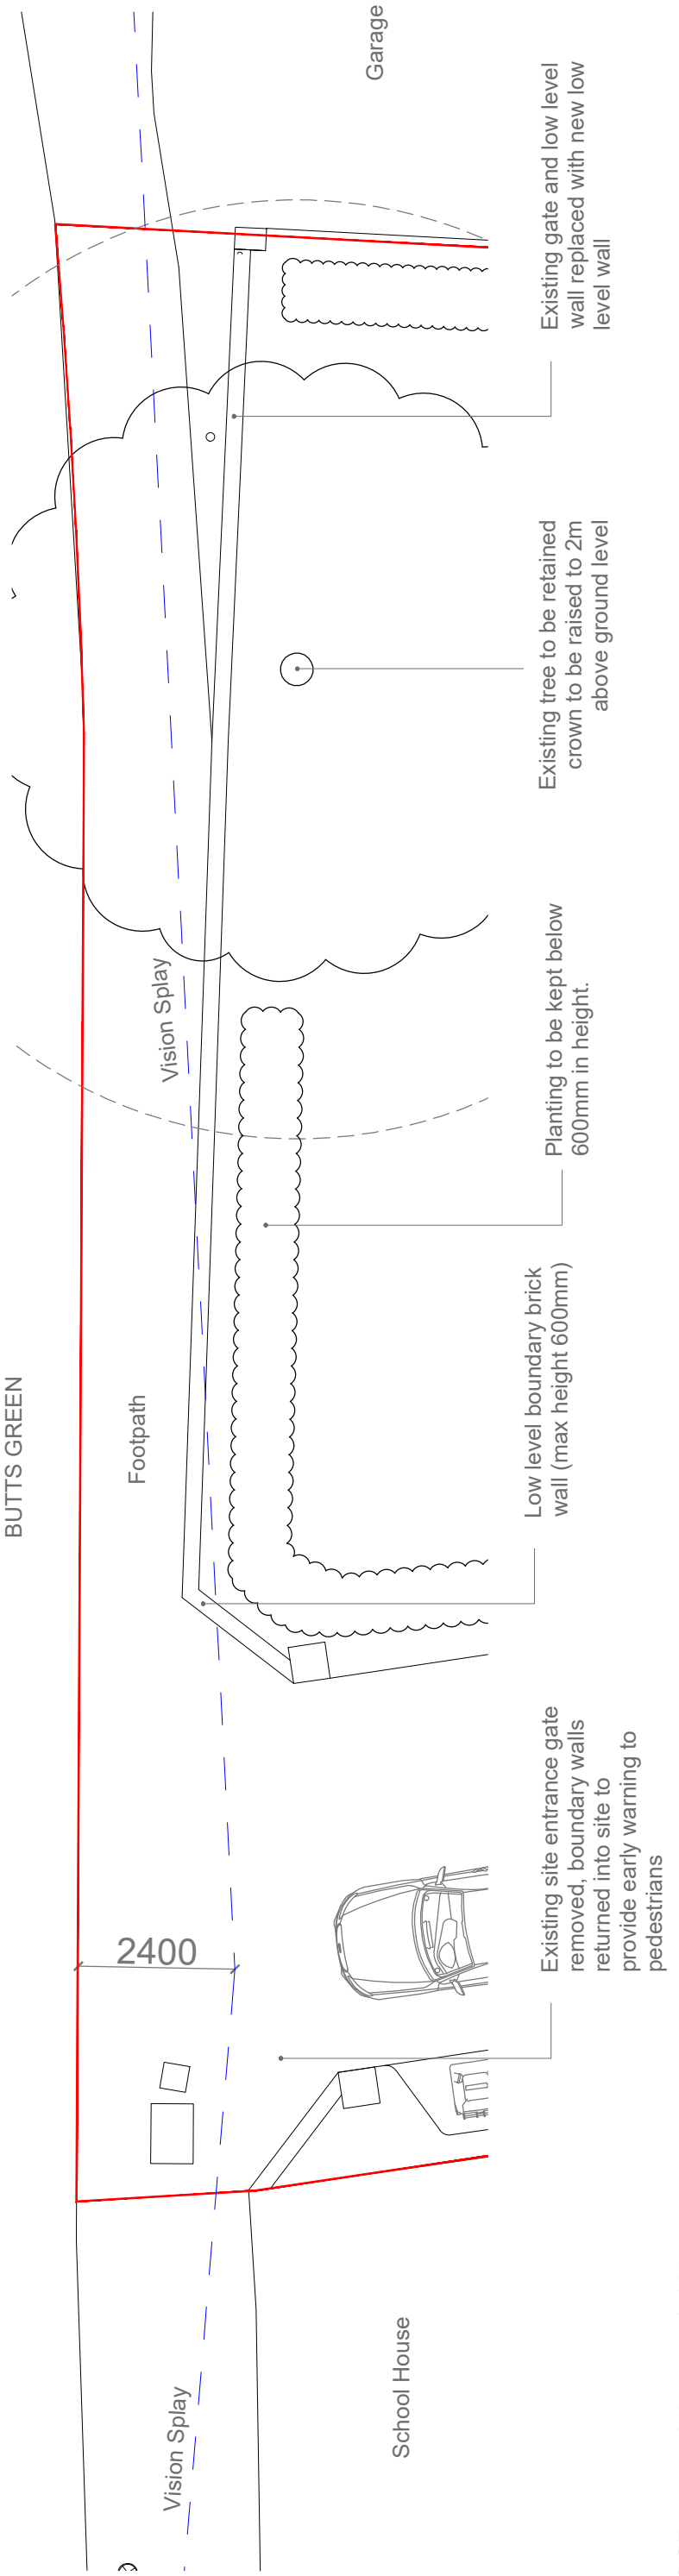 BUTTS GREEN
Vision Splay
School House
2400
Footpath
Vision Splay
Garage
Existing site entrance gate
removed, boundary walls
returned into site to
provide early warning to
pedestrians
Low level boundary brick
wall (max height 600mm)
Planting to be kept below
600mm in height.
Existing tree to be retained
crown to be raised to 2m
above ground level
Existing gate and low level
wall replaced with new low
level wall